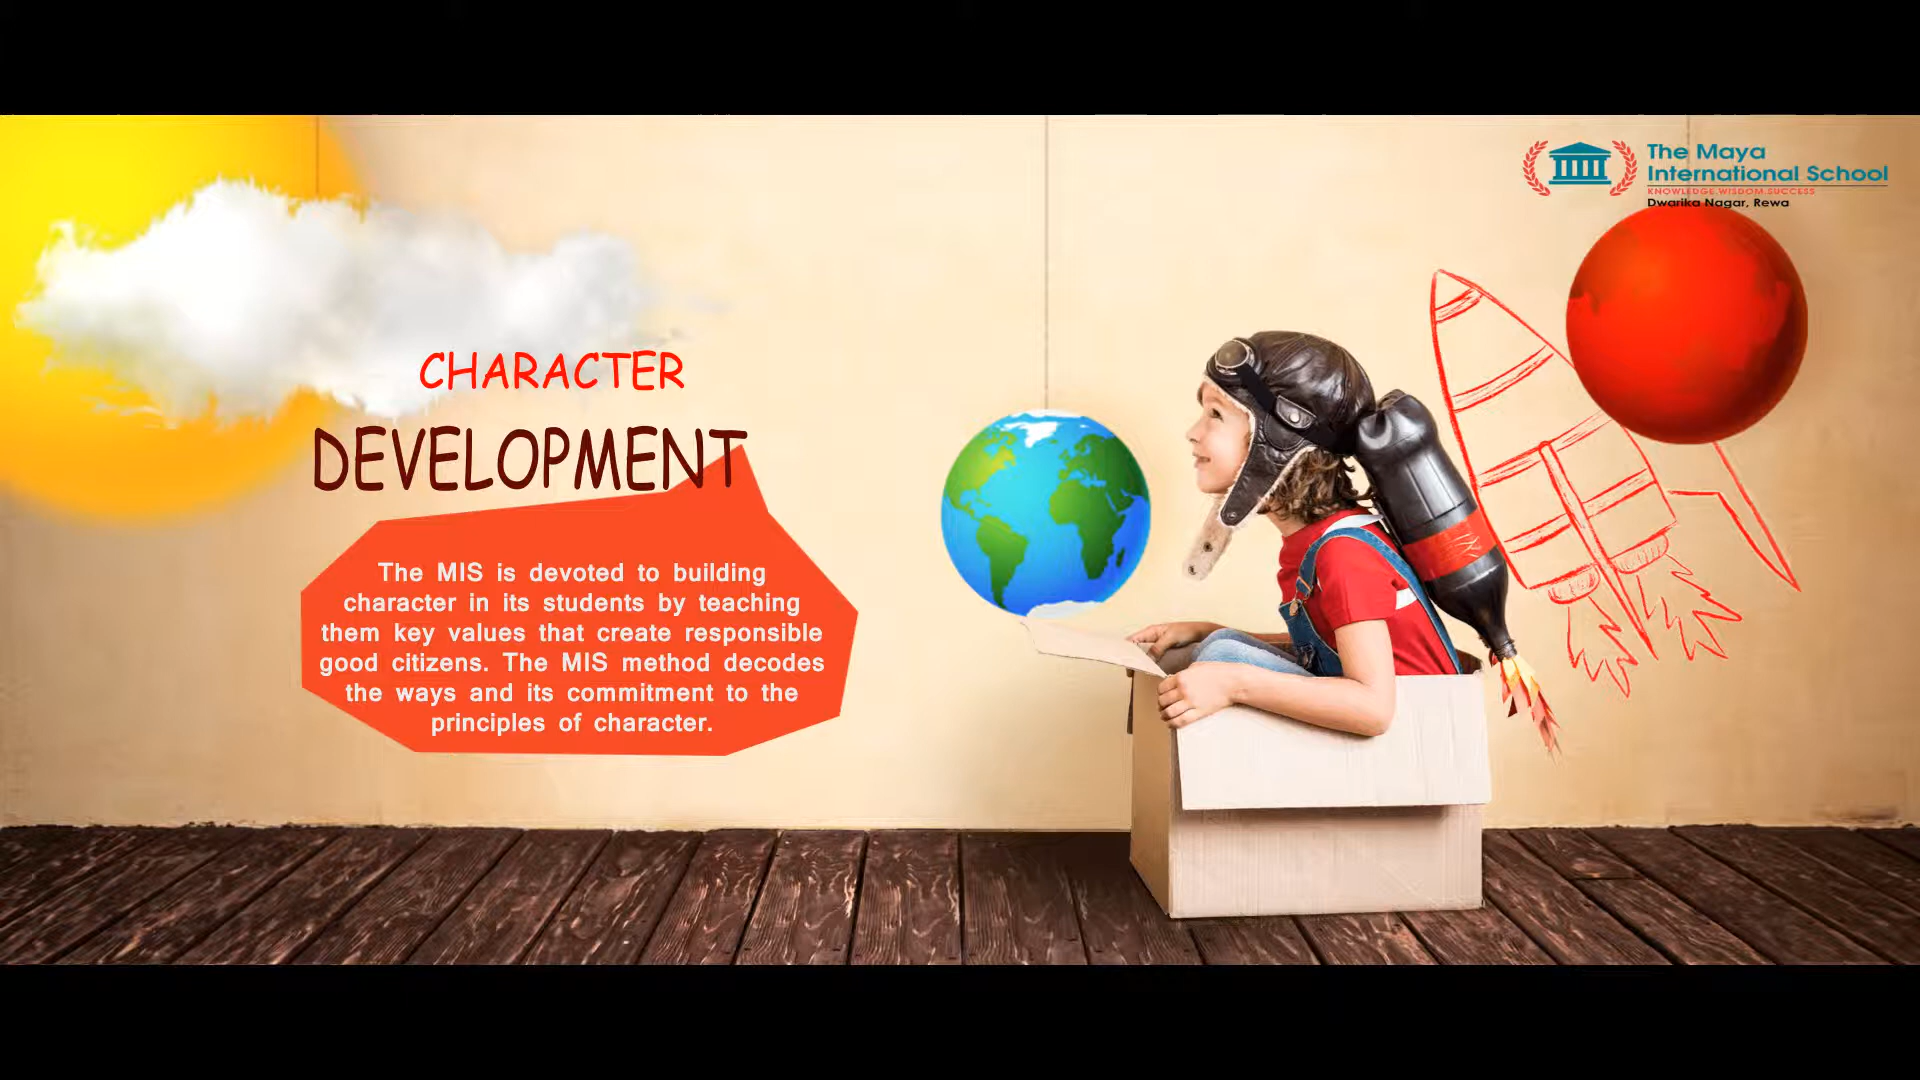 The Maya
International School
KNOWLEDGE.WISDOM.SUCCESS
Dwarika Nagar, Rewa
CHARACTER
DEVELOPMENT
The MIS is devoted to building
character in its students by teaching
them key values that create responsible
good citizens. The MIS method decodes
the ways and its commitment to the
principles of character.